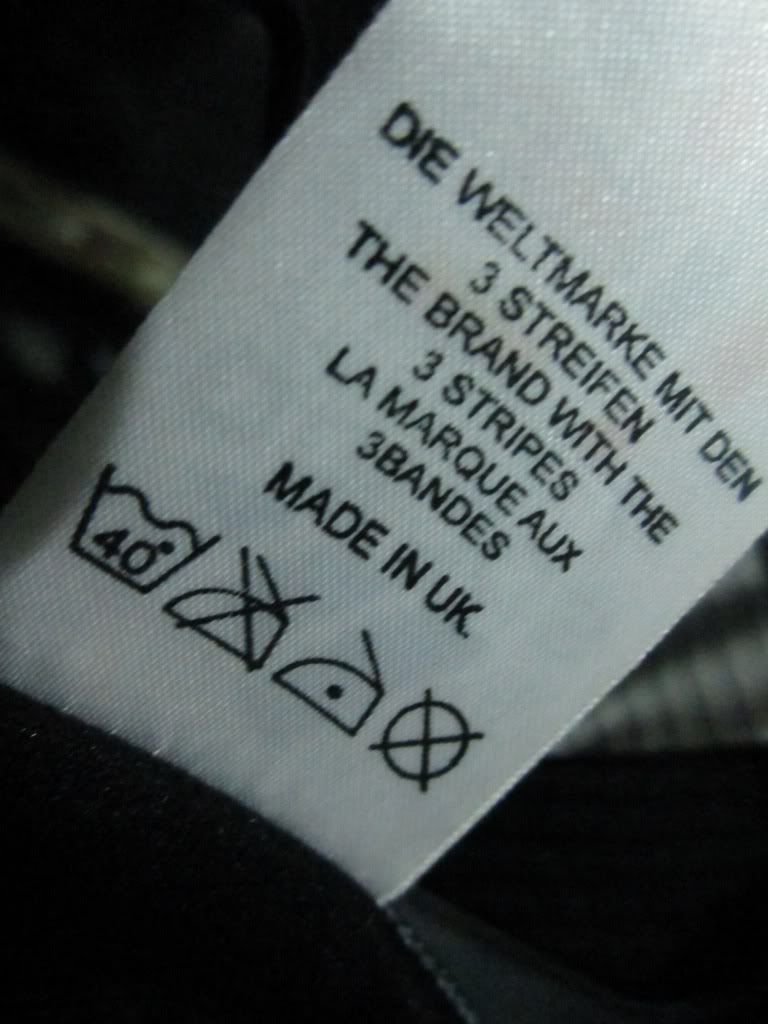 DIE WELTMARKE MIT DEN
3 STREIFEN
THE BRAND WITH THE
3 STRIPES
LA MARQUE AUX
3BANDES
MADE IN UK.
40°